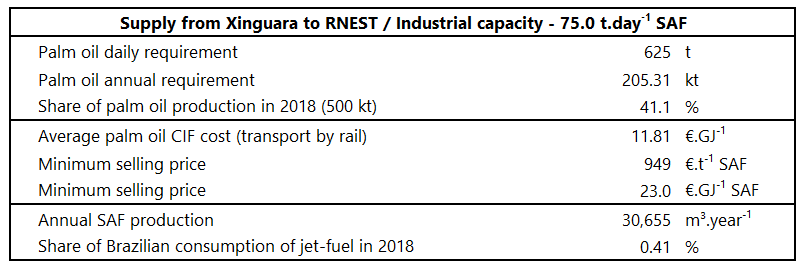 Supply from Xinguara to RNEST / Industrial capacity - 75.0 t.day⁻¹ SAF
Palm oil daily requirement 625 t
Palm oil annual requirement 205.31 kt
Share of palm oil production in 2018 (500 kt) 41.1 %
Average palm oil CIF cost (transport by rail) 11.81 €.GJ⁻¹
Minimum selling price 949 €.t⁻¹ SAF
Minimum selling price 23.0 €.GJ⁻¹ SAF
Annual SAF production 30,655 m³.year⁻¹
Share of Brazilian consumption of jet-fuel in 2018 0.41 %